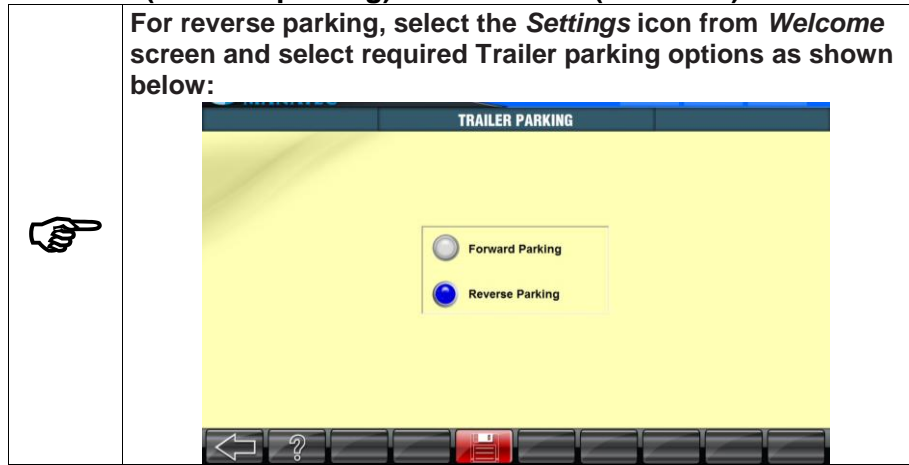 For reverse parking, select the Settings icon from Welcome
screen and select required Trailer parking options as shown
below:
TRAILER PARKING
Forward Parking
Reverse Parking
?